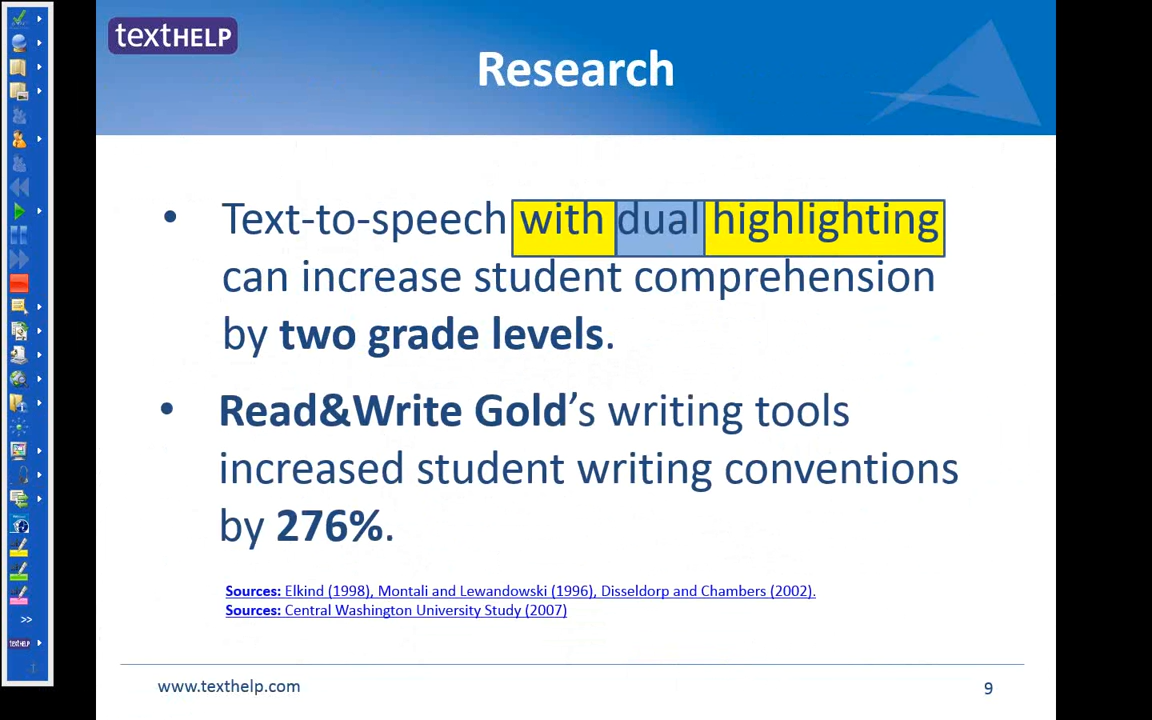 textHELP
Research
• Text-to-speech with dual highlighting
can increase student comprehension
by two grade levels.
• Read&Write Gold’s writing tools
increased student writing conventions
by 276%.
Sources: Elkind (1998), Montali and Lewandowski (1996), Disseldorp and Chambers (2002).
Sources: Central Washington University Study (2007)
>>
textHELP
www.texthelp.com
9